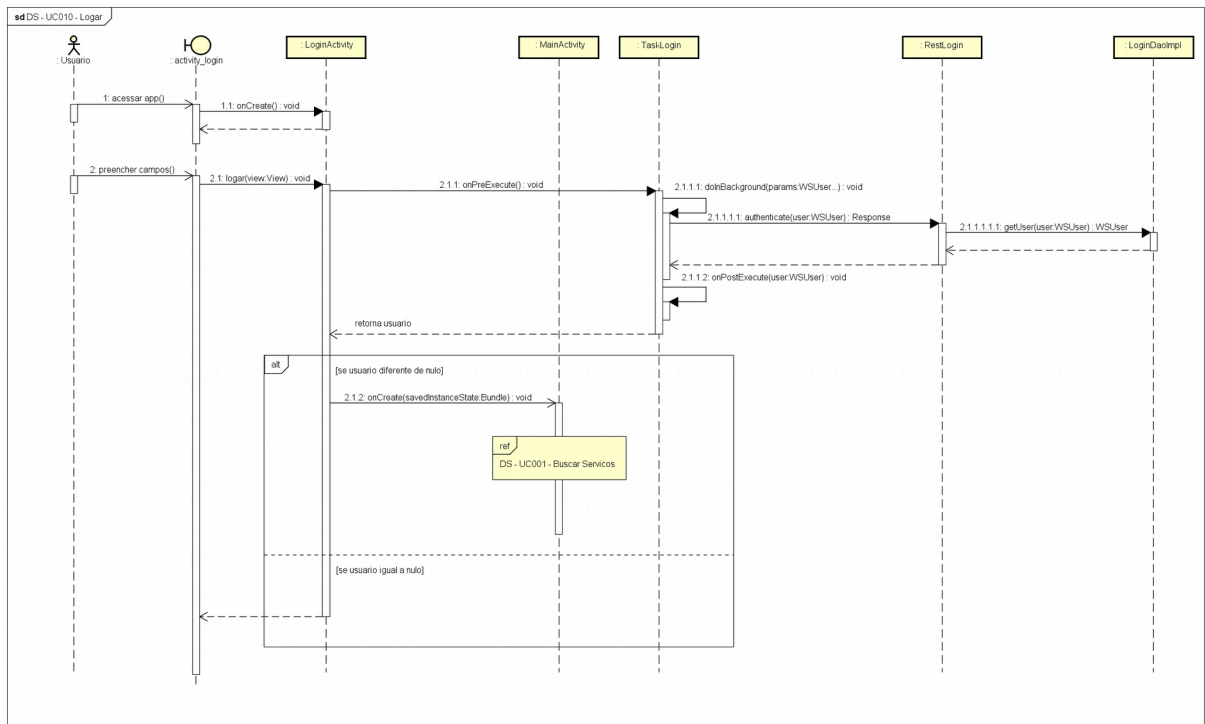 sd DS - UC010 - Logar
: Usuario
: activity_login
: LoginActivity
: MainActivity
: TaskLogin
: RestLogin
: LoginDaoImpl
1: acessar app()
1.1: onCreate() : void
2: preencher campos()
2.1: logar(view:View) : void
2.1.1: onPreExecute() : void
2.1.1.1: doInBackground(params:WSUser...) : void
2.1.1.1.1: authenticate(user:WSUser) : Response
2.1.1.1.1.1: getUser(user:WSUser) : WSUser
2.1.1.2: onPostExecute(user:WSUser) : void
retorna usuario
alt
[se usuario diferente de nulo]
2.1.2: onCreate(savedInstanceState:Bundle) : void
ref
DS - UC001 - Buscar Servicos
[se usuario igual a nulo]